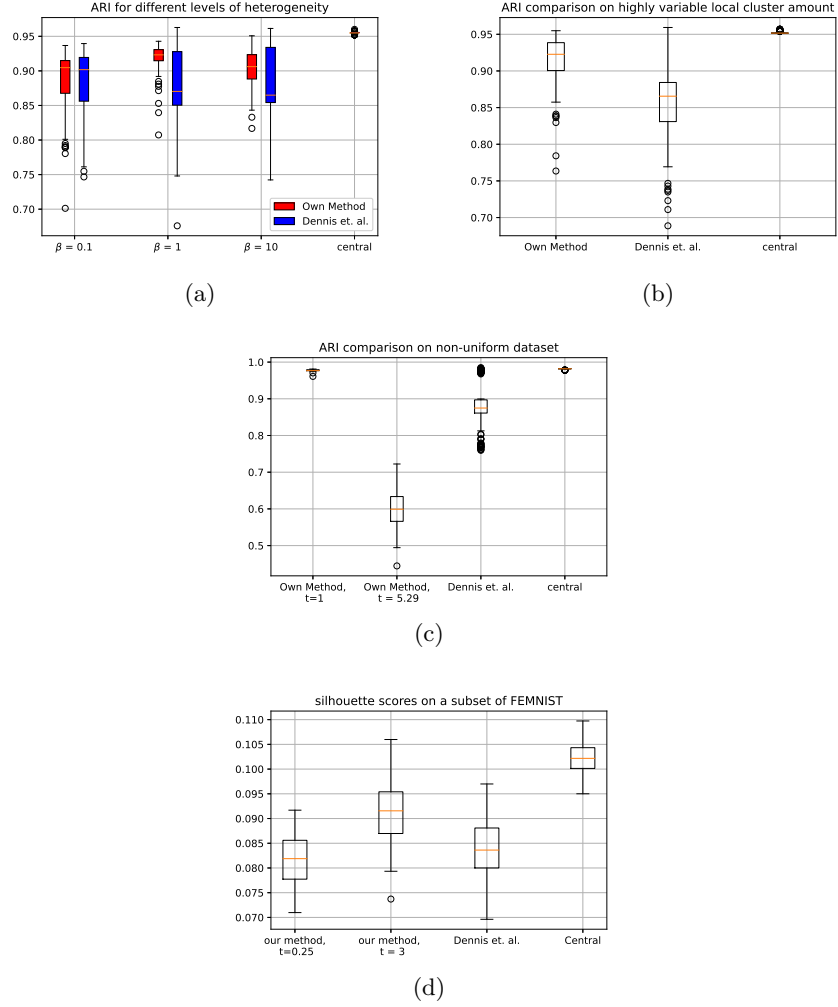 ARI for different levels of heterogeneity
0.95
0.90
0.85
0.80
0.75
0.70
Own Method
Dennis et. al.
β = 0.1
β = 1
β = 10
central
(a)
ARI comparison on highly variable local cluster amount
0.95
0.90
0.85
0.80
0.75
0.70
Own Method
Dennis et. al.
central
(b)
ARI comparison on non-uniform dataset
1.0
0.9
0.8
0.7
0.6
0.5
Own Method,
t=1
Own Method,
t = 5.29
Dennis et. al.
central
(c)
silhouette scores on a subset of FEMNIST
0.110
0.105
0.100
0.095
0.090
0.085
0.080
0.075
0.070
our method,
t=0.25
our method,
t = 3
Dennis et. al.
Central
(d)